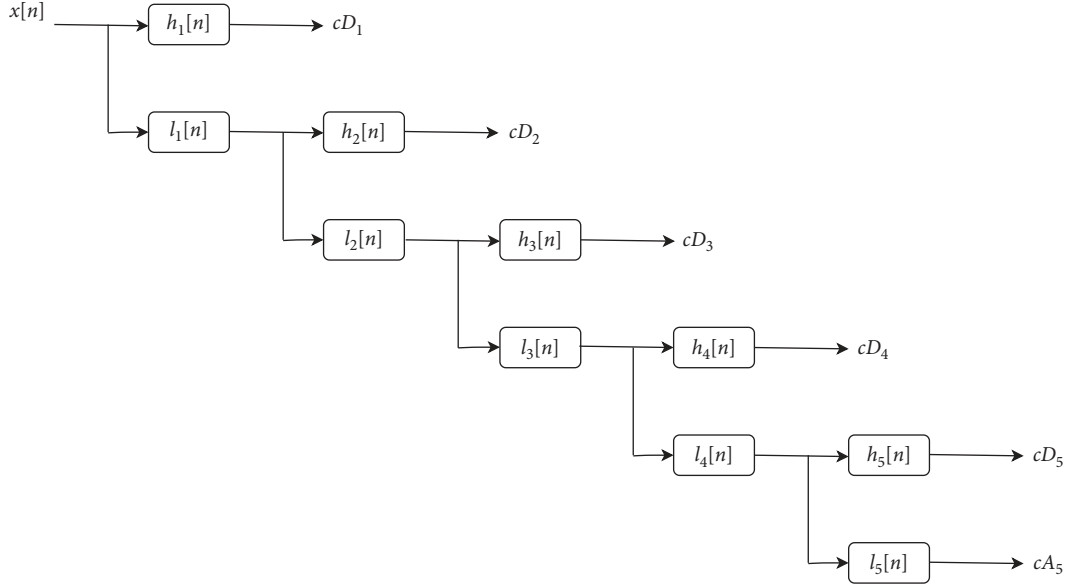 x[n]
h₁[n]
cD₁
l₁[n]
h₂[n]
cD₂
l₂[n]
h₃[n]
cD₃
l₃[n]
h₄[n]
cD₄
l₄[n]
h₅[n]
cD₅
l₅[n]
cA₅